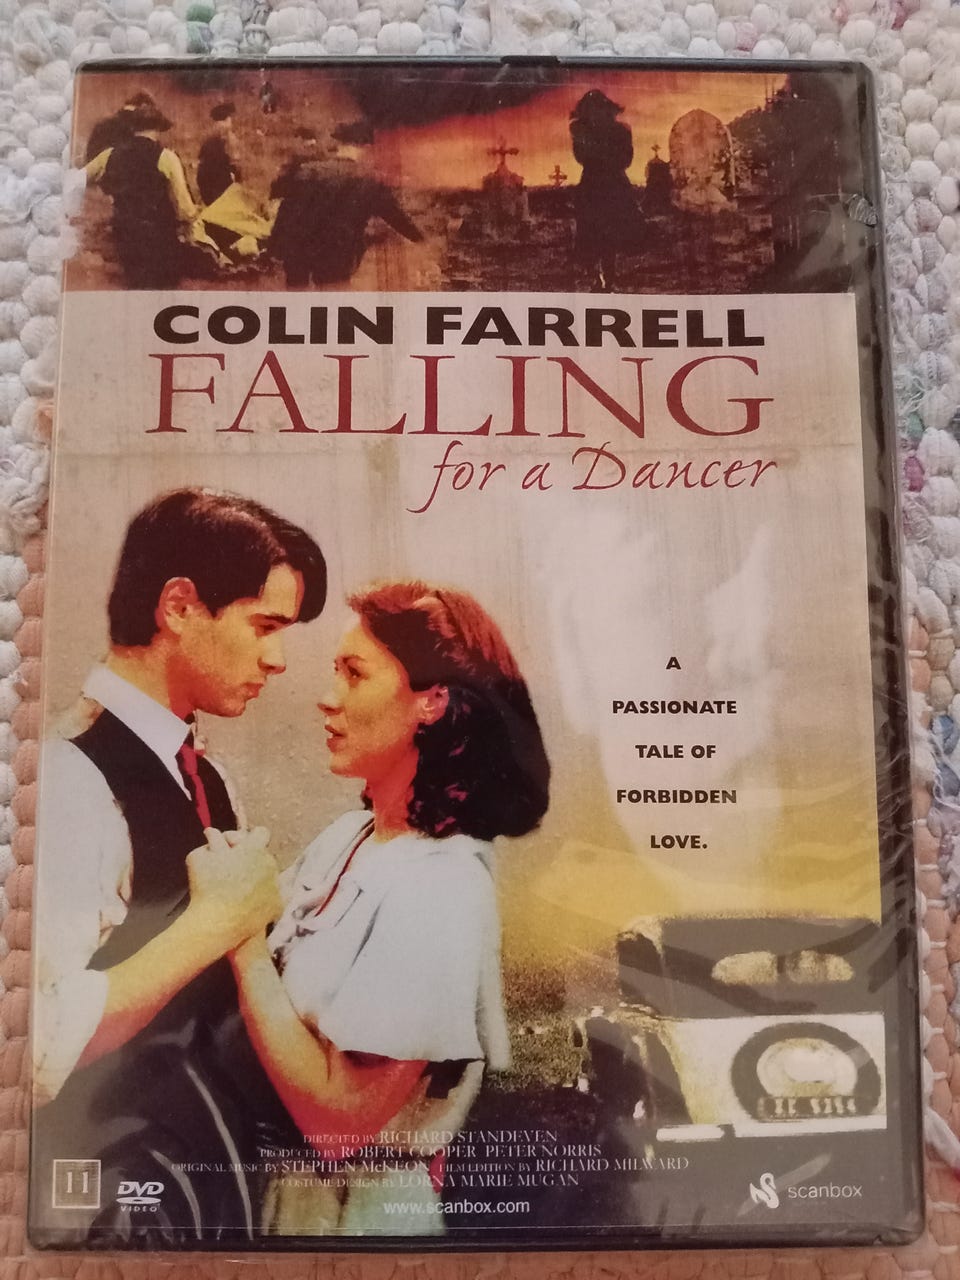 COLIN FARRELL
FALLING
for a Dancer
A
PASSIONATE
TALE OF
FORBIDDEN
LOVE.
DIRECTED BY RICHARD STANDEVEN
PRODUCED BY ROBERT COOPER PETER NORRIS
ORIGINAL MUSIC BY STEPHEN McKEON FILM EDITION BY RICHARD MILWARD
COSTUME DESIGN BY LORNA MARIE MUGAN
www.scanbox.com
11
DVD
VIDEO
scanbox